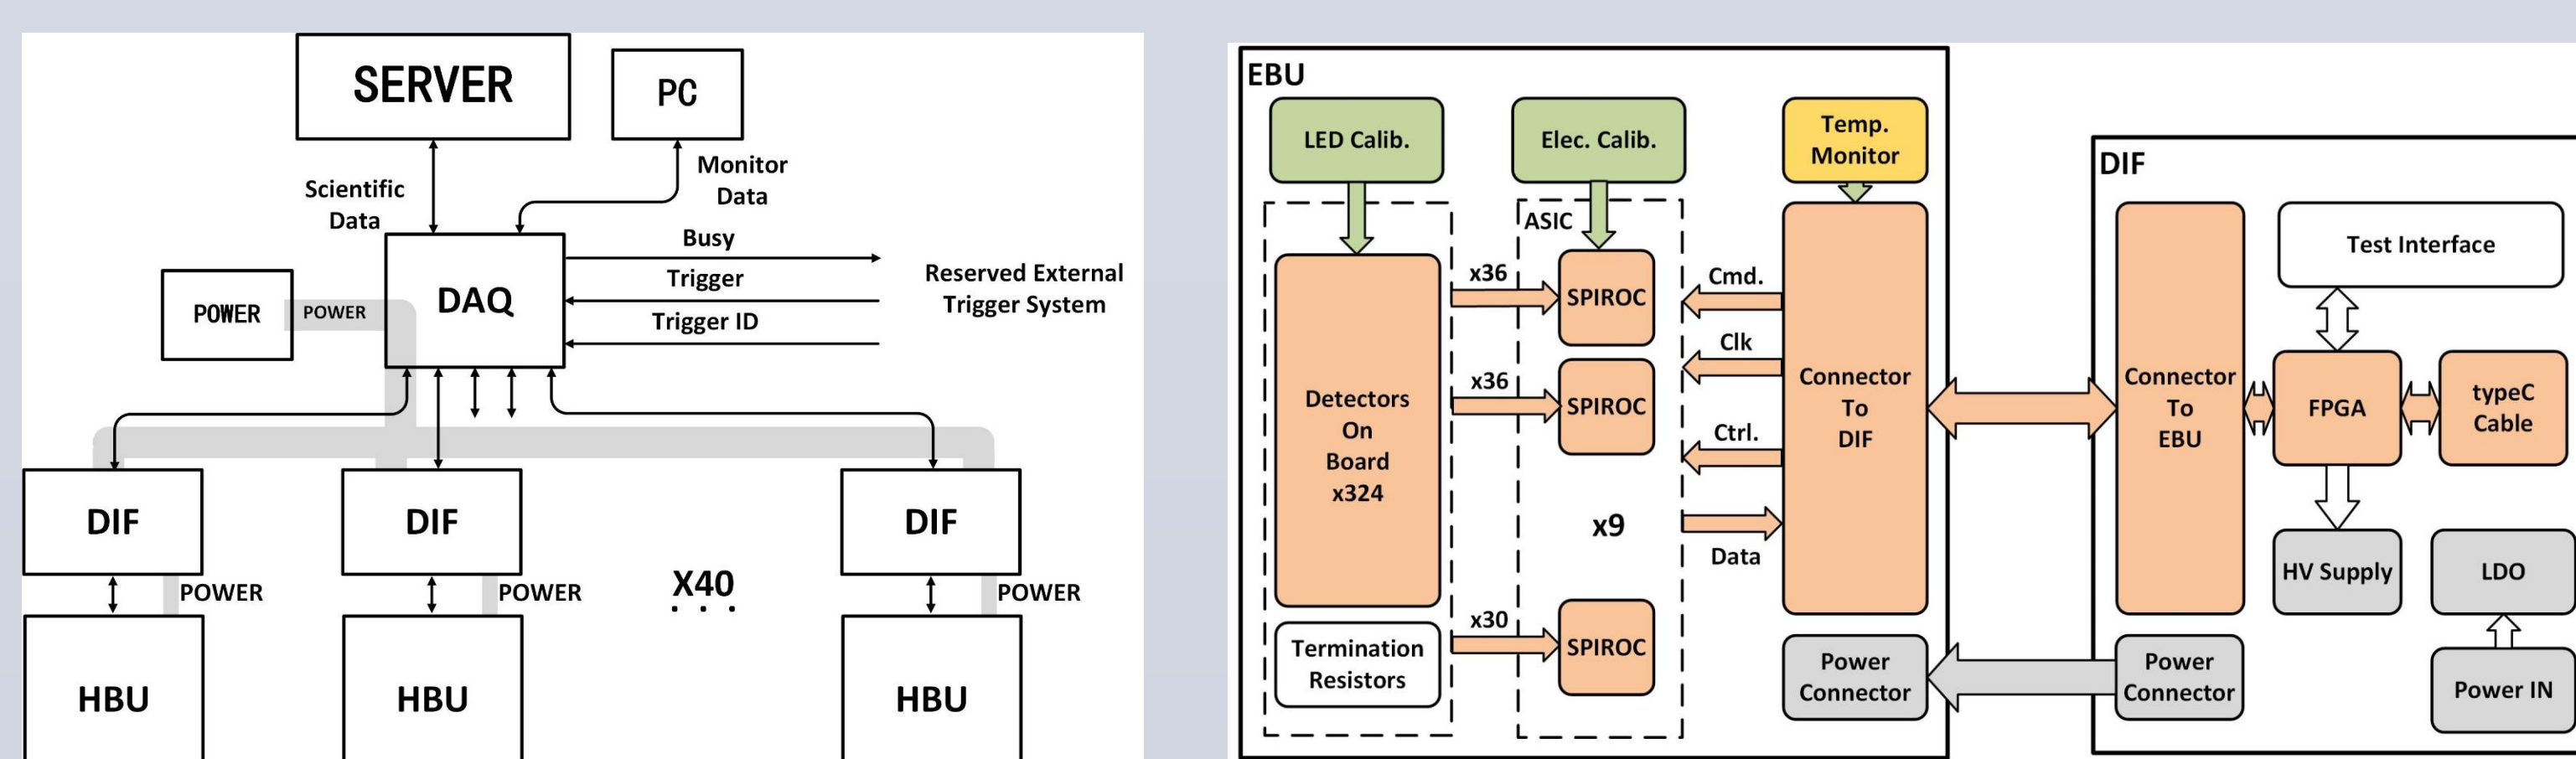 SERVER
PC
Scientific
Data
Monitor
Data
POWER
POWER
DAQ
Busy
Trigger
Trigger ID
Reserved External
Trigger System
DIF
DIF
DIF
POWER
POWER
X40
. . .
POWER
HBU
HBU
HBU
EBU
LED Calib.
Elec. Calib.
Temp.
Monitor
ASIC
Detectors
On
Board
x324
Termination
Resistors
x36
SPIROC
x36
SPIROC
x9
x30
SPIROC
Cmd.
Clk
Ctrl.
Data
Connector
To
DIF
Power
Connector
DIF
Connector
To
EBU
Power
Connector
Test Interface
FPGA
typeC
Cable
HV Supply
LDO
Power IN